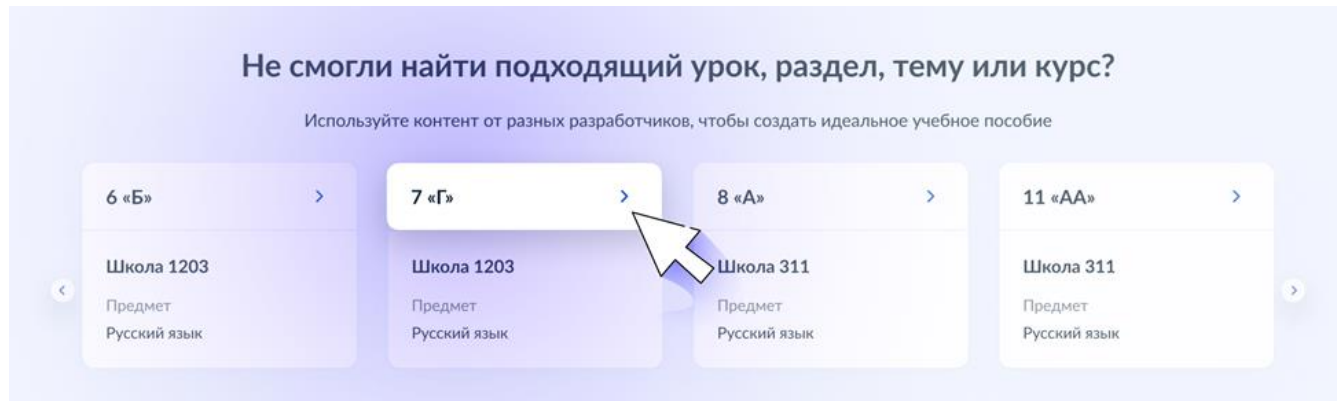 Не смогли найти подходящий урок, раздел, тему или курс?
Используйте контент от разных разработчиков, чтобы создать идеальное учебное пособие
6 «Б»
Школа 1203
Предмет
Русский язык
7 «Г»
Школа 1203
Предмет
Русский язык
8 «А»
Школа 311
Предмет
Русский язык
11 «АА»
Школа 311
Предмет
Русский язык